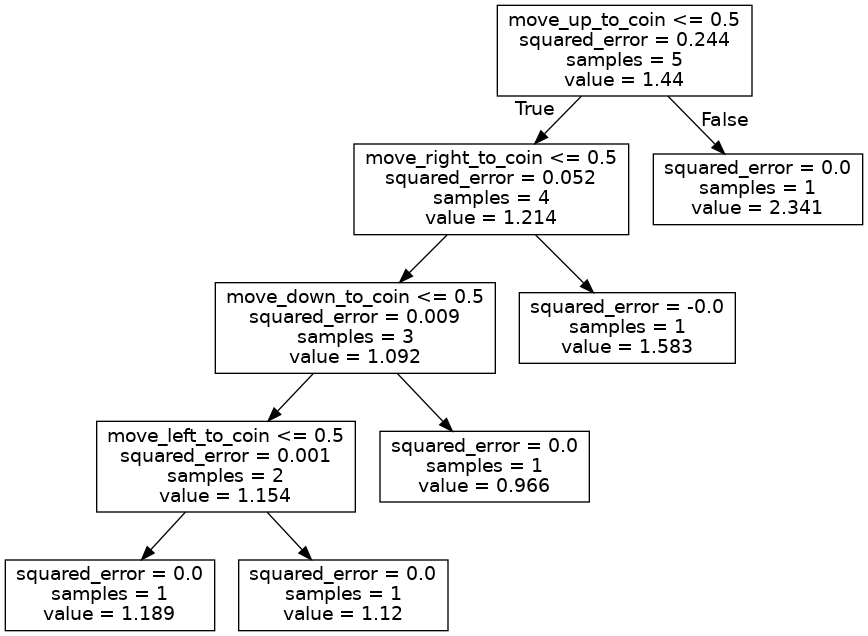 move_up_to_coin <= 0.5
squared_error = 0.244
samples = 5
value = 1.44
True
False
move_right_to_coin <= 0.5
squared_error = 0.052
samples = 4
value = 1.214
squared_error = 0.0
samples = 1
value = 2.341
move_down_to_coin <= 0.5
squared_error = 0.009
samples = 3
value = 1.092
squared_error = -0.0
samples = 1
value = 1.583
move_left_to_coin <= 0.5
squared_error = 0.001
samples = 2
value = 1.154
squared_error = 0.0
samples = 1
value = 0.966
squared_error = 0.0
samples = 1
value = 1.189
squared_error = 0.0
samples = 1
value = 1.12